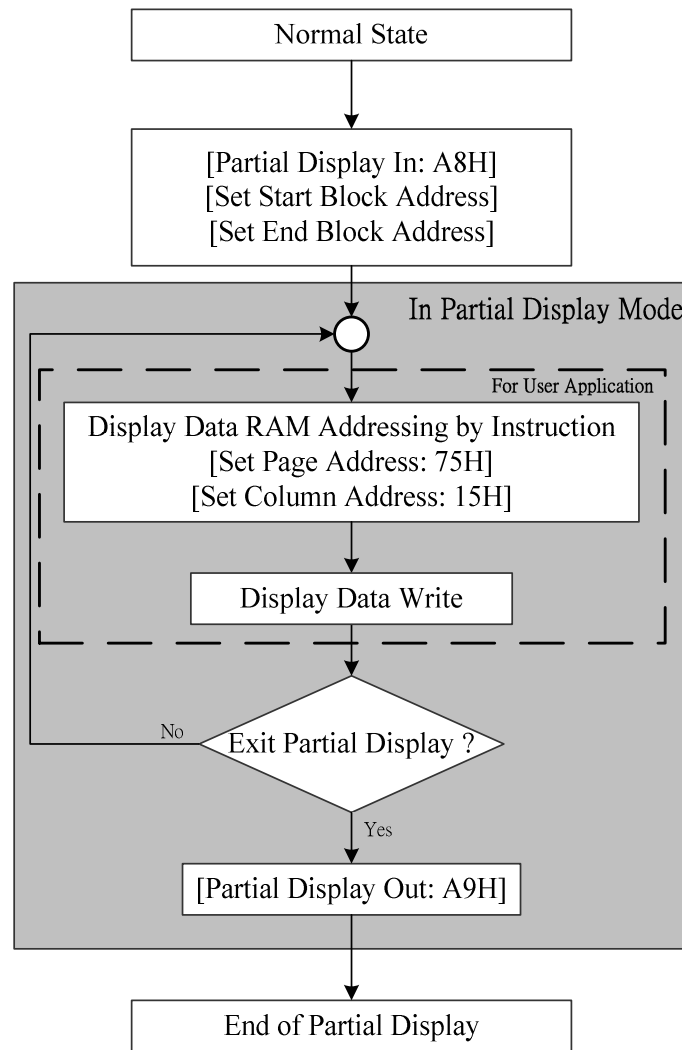 Normal State
[Partial Display In: A8H]
[Set Start Block Address]
[Set End Block Address]
In Partial Display Mode
For User Application
Display Data RAM Addressing by Instruction
[Set Page Address: 75H]
[Set Column Address: 15H]
Display Data Write
No
Exit Partial Display ?
Yes
[Partial Display Out: A9H]
End of Partial Display